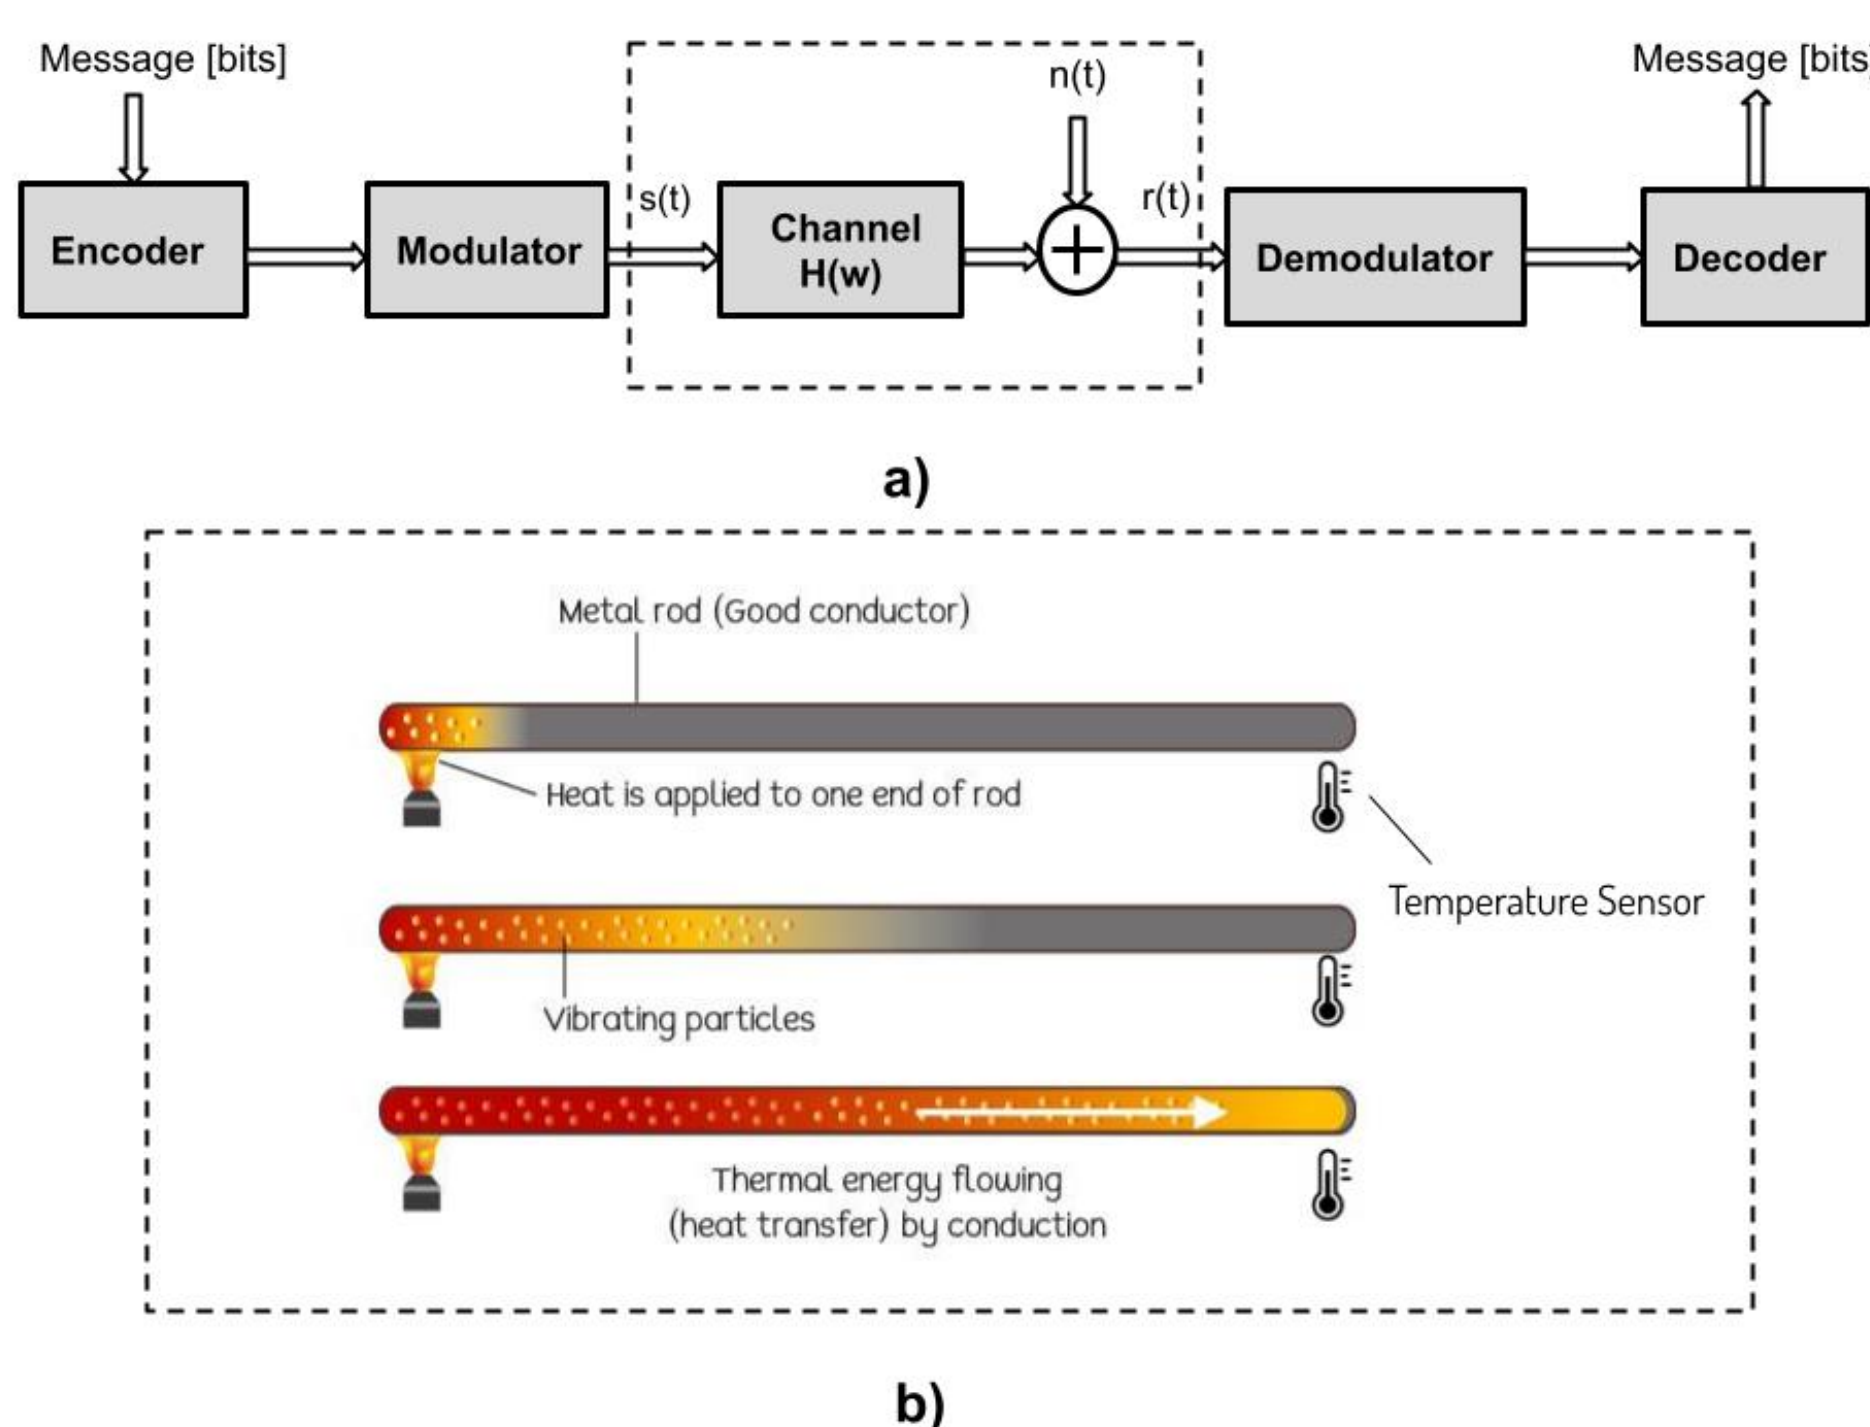 Message [bits]
Message [bits]
n(t)
s(t)
r(t)
Encoder
Modulator
Channel
H(w)
Demodulator
Decoder
a)
Metal rod (Good conductor)
Heat is applied to one end of rod
Temperature Sensor
Vibrating particles
Thermal energy flowing
(heat transfer) by conduction
b)